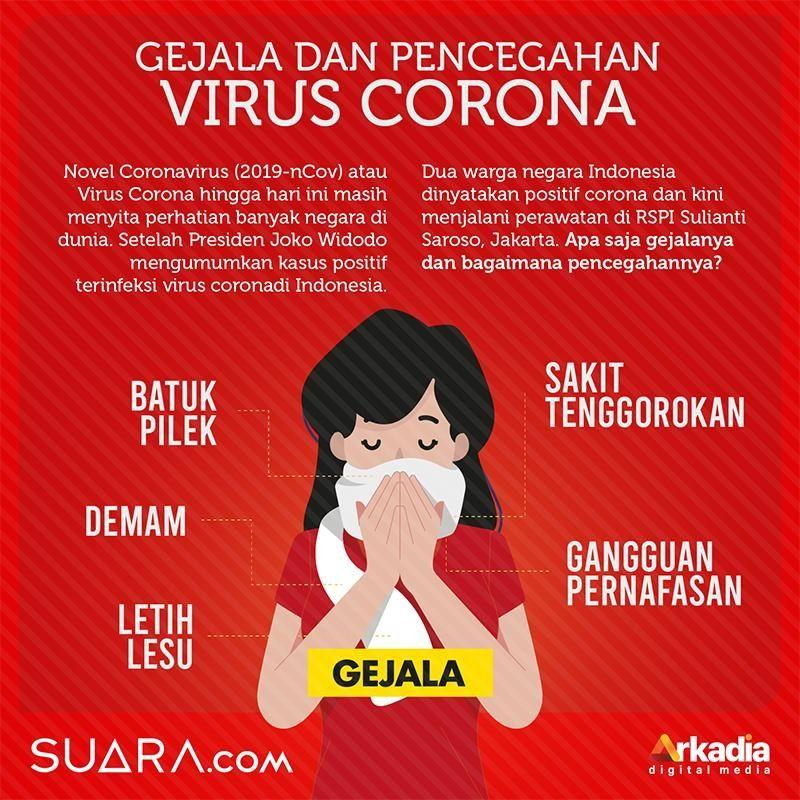 GEJALA DAN PENCEGAHAN
VIRUS CORONA
Novel Coronavirus (2019-nCov) atau
Virus Corona hingga hari ini masih
menyita perhatian banyak negara di
dunia. Setelah Presiden Joko Widodo
mengumumkan kasus positif
terinfeksi virus coronadi Indonesia.
Dua warga negara Indonesia
dinyatakan positif corona dan kini
menjalani perawatan di RSPI Sulianti
Saroso, Jakarta. Apa saja gejalanya
dan bagaimana pencegahannya?
BATUK
PILEK
DEMAM
LETIH
LESU
SAKIT
TENGGOROKAN
GANGGUAN
PERNAFASAN
GEJALA
SUARA.com
Arkadia
digital media